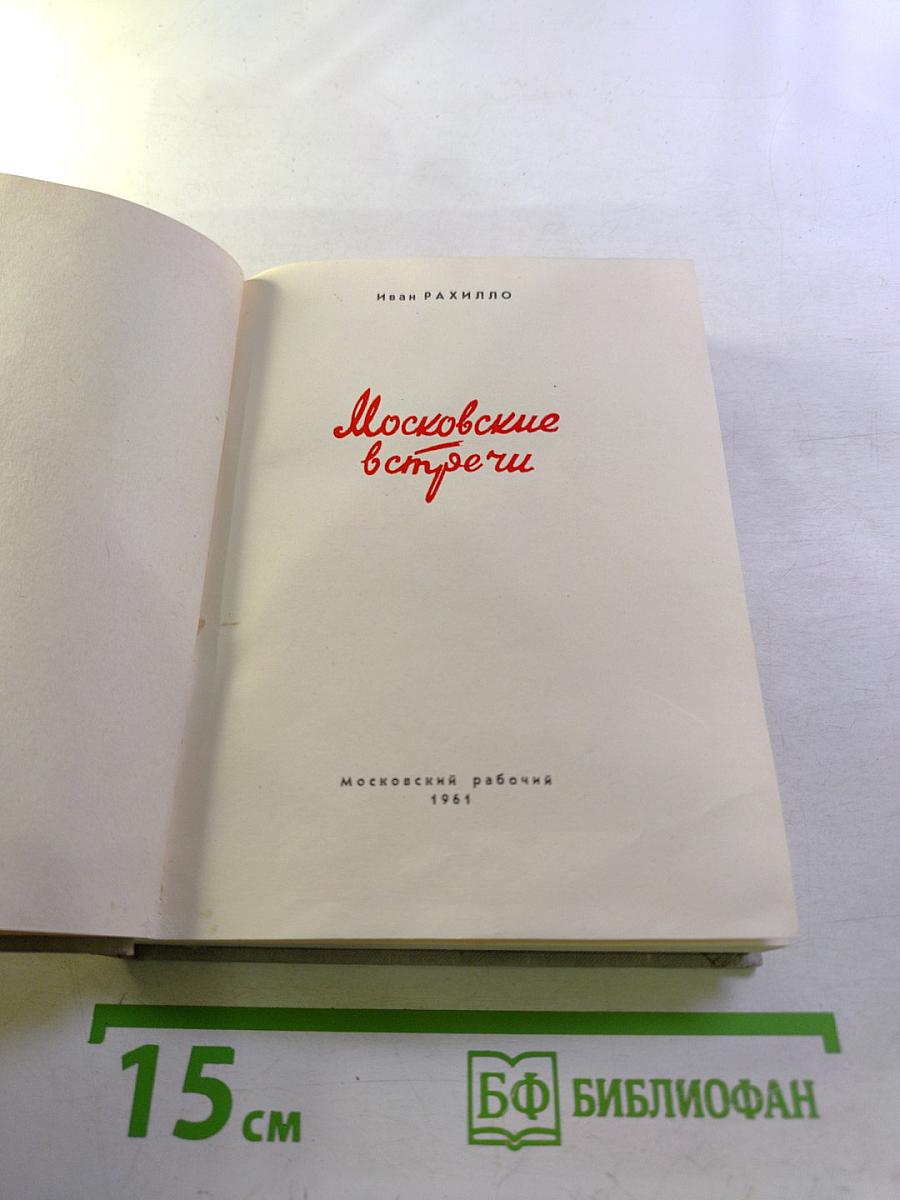 Иван РАХИЛЛО
Московские
встречи
Московский рабочий
1961
15 см
БФ БИБЛИОФАН